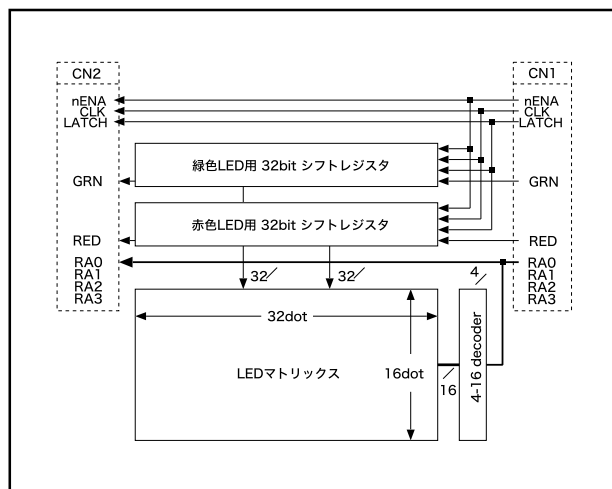 CN2
CN1
nENA
nENA
CLK
CLK
LATCH
LATCH
緑色LED用 32bit シフトレジスタ
GRN
GRN
赤色LED用 32bit シフトレジスタ
RED
RED
RA0
RA0
RA1
RA1
RA2
RA2
RA3
RA3
32
32
4
32dot
LEDマトリックス
16dot
16
4-16 decoder